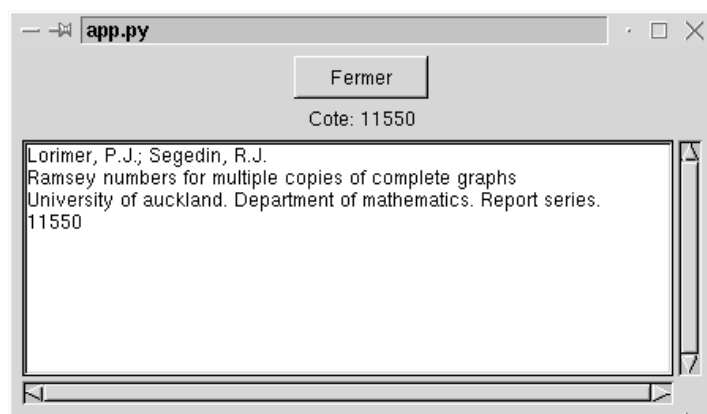 app.py
Fermer
Cote: 11550
Lorimer, P.J.; Segedin, R.J.
Ramsey numbers for multiple copies of complete graphs
University of auckland. Department of mathematics. Report series.
11550